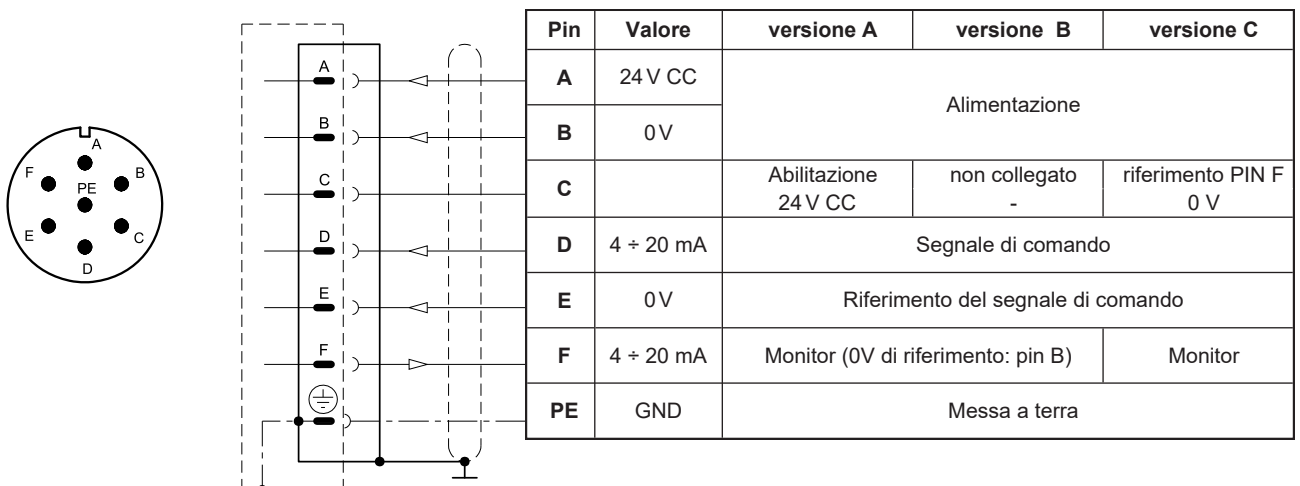 A
F
B
PE
E
C
D
A
B
C
D
E
F
Pin Valore versione A versione B versione C
A 24 V CC Alimentazione
B 0 V
C Abilitazione 24 V CC non collegato - riferimento PIN F 0 V
D 4 ÷ 20 mA Segnale di comando
E 0 V Riferimento del segnale di comando
F 4 ÷ 20 mA Monitor (0V di riferimento: pin B) Monitor
PE GND Messa a terra